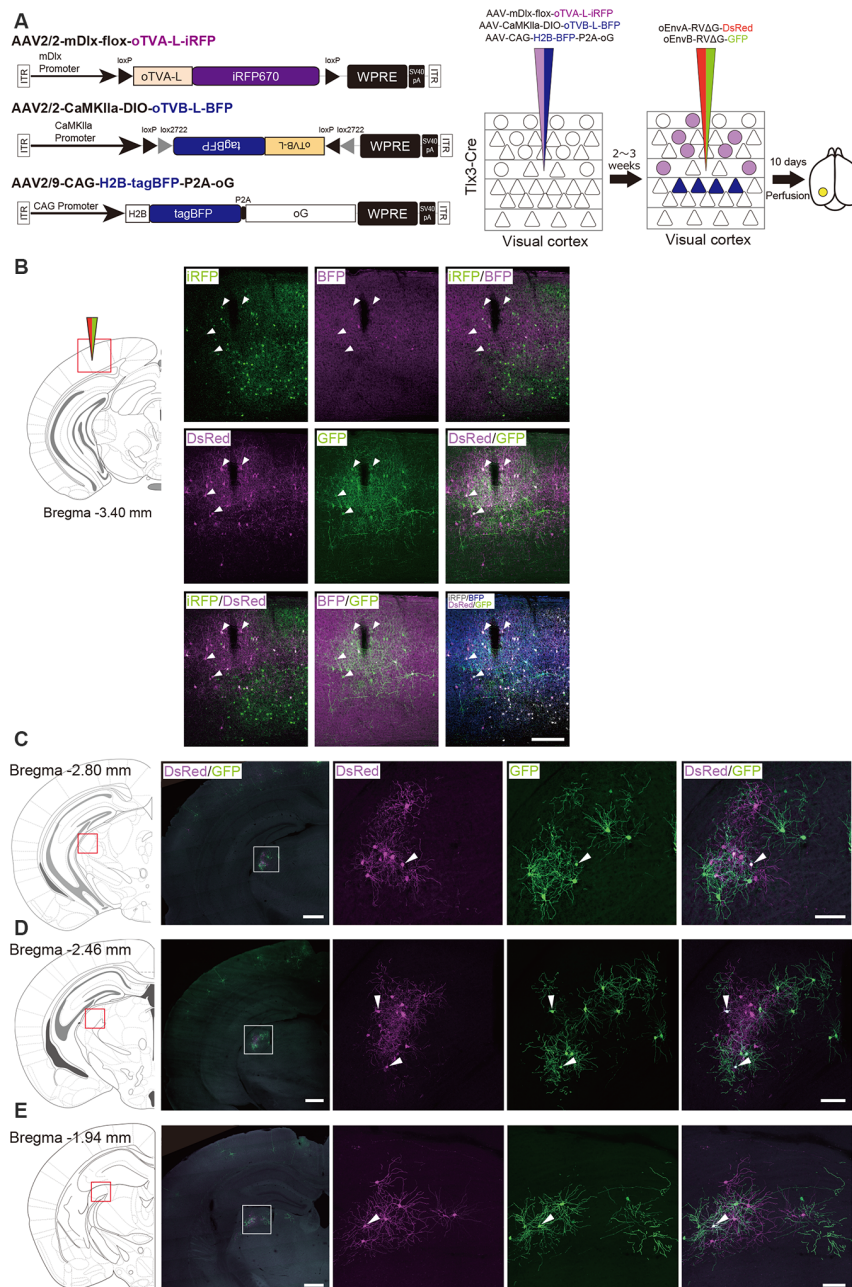 A
AAV2/2-mDlx-flox-oTVA-L-iRFP
ITR
mDlx
Promoter
loxP
oTVA-L
iRFP670
loxP
WPRE
SV40
pA
ITR
AAV2/2-CaMKIIa-DIO-oTVB-L-BFP
ITR
CaMKIIa
Promoter
loxP
lox2722
tagBFP
oTVB-L
loxP
lox2722
WPRE
SV40
pA
ITR
AAV2/9-CAG-H2B-tagBFP-P2A-oG
ITR
CAG Promoter
H2B
tagBFP
P2A
oG
WPRE
SV40
pA
ITR
AAV-mDlx-flox-oTVA-L-iRFP
AAV-CaMKIIa-DIO-oTVB-L-BFP
AAV-CAG-H2B-BFP-P2A-oG
Tlx3-Cre
Visual cortex
2~3
weeks
oEnvA-RVΔG-DsRed
oEnvB-RVΔG-GFP
Visual cortex
10 days
Perfusion
B
Bregma -3.40 mm
iRFP
BFP
iRFP/BFP
DsRed
GFP
DsRed/GFP
iRFP/DsRed
BFP/GFP
iRFP/BFP
DsRed/GFP
C
Bregma -2.80 mm
DsRed/GFP
DsRed
GFP
DsRed/GFP
D
Bregma -2.46 mm
E
Bregma -1.94 mm